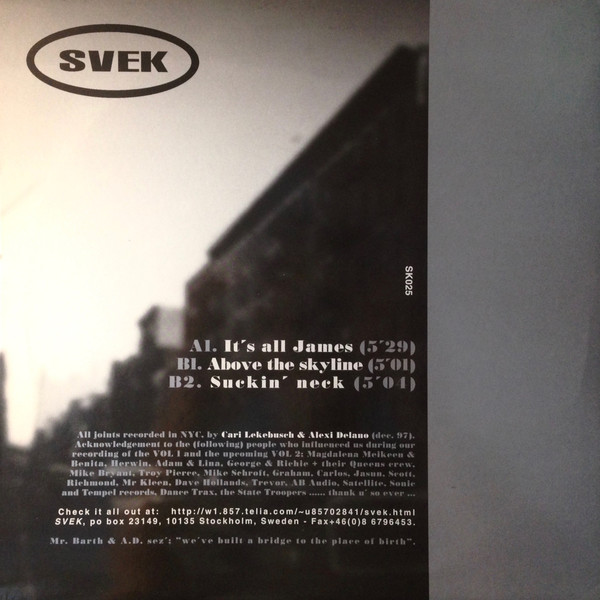 SVEK
SK025
A1. It´s all James (5´29)
B1. Above the skyline (5´01)
B2. Suckin´ neck (5´04)
All joints recorded in NYC. by Cari Lekebusch & Alexi Delano (dec. 97).
Acknowledgement to the (following) people who influenced us during our
recording of the VOL 1 and the upcoming VOL 2: Magdalena Meikeen &
Benita, Herwin, Adam & Lina, George & Richie + their Queens crew,
Mike Bryant, Troy Pierce, Mike Schrott, Graham, Carlos, Jasun, Scott,
Richmond, Mr Kleen, Dave Hollands, Trevor, AB Audio, Satellite, Sonic
and Tempel records, Dance Trax, the State Troopers ...... thank n´ so ever ...
Check it all out at: http://w1.857.telia.com/~u85702841/svek.html
SVEK, po box 23149, 10135 Stockholm, Sweden - Fax+46(0)8 6796453.
Mr. Barth & A.D. sez´; "we´ve built a bridge to the place of birth".